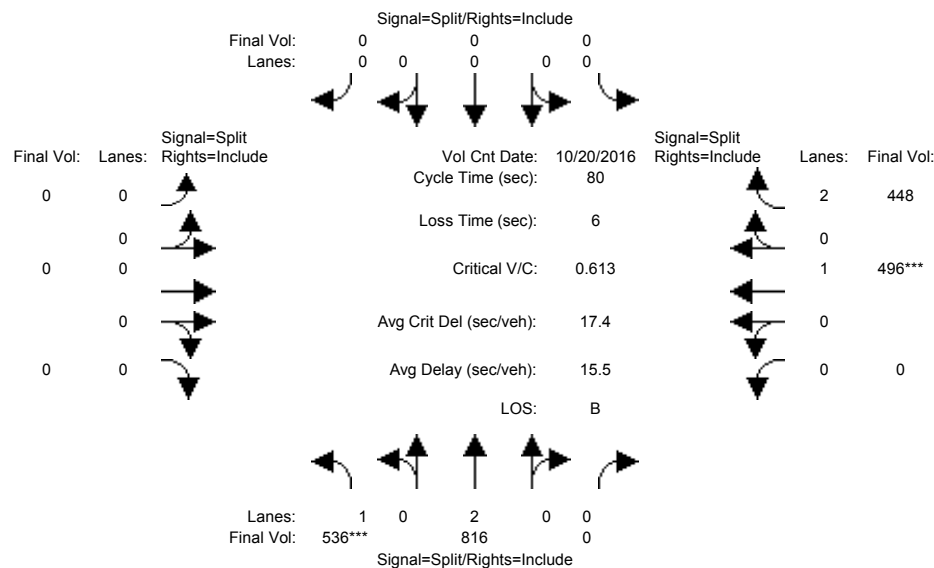 Signal=Split/Rights=Include
Final Vol: 0 0 0
Lanes: 0 0 0 0 0
Signal=Split Signal=Split
Final Vol: Lanes: Rights=Include Vol Cnt Date: 10/20/2016 Rights=Include Lanes: Final Vol:
Cycle Time (sec): 80
0 0 2 448
Loss Time (sec): 6
0 0
0 0 Critical V/C: 0.613 1 496***
0 Avg Crit Del (sec/veh): 17.4 0
0 0 Avg Delay (sec/veh): 15.5 0 0
LOS: B
Lanes: 1 0 2 0 0
Final Vol: 536*** 816 0
Signal=Split/Rights=Include